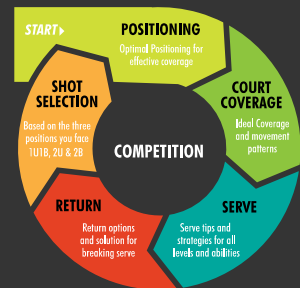 START
POSITIONING
Optimal Positioning for
effective coverage
COURT
COVERAGE
Ideal Coverage
and movement
patterns
SERVE
Serve tips and
strategies for all
levels and abilities
RETURN
Return options
and solution for
breaking serve
SHOT
SELECTION
Based on the three
positions you face
1U1B, 2U & 2B
COMPETITION